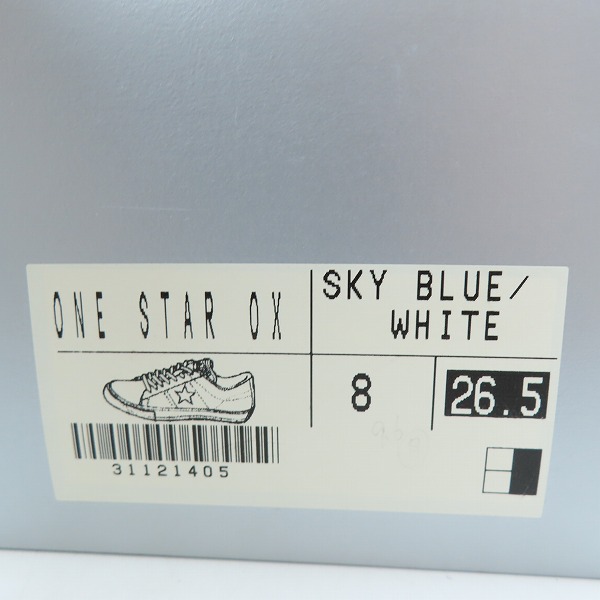 ONE STAR OX
SKY BLUE/
WHITE
8
26.5
31121405